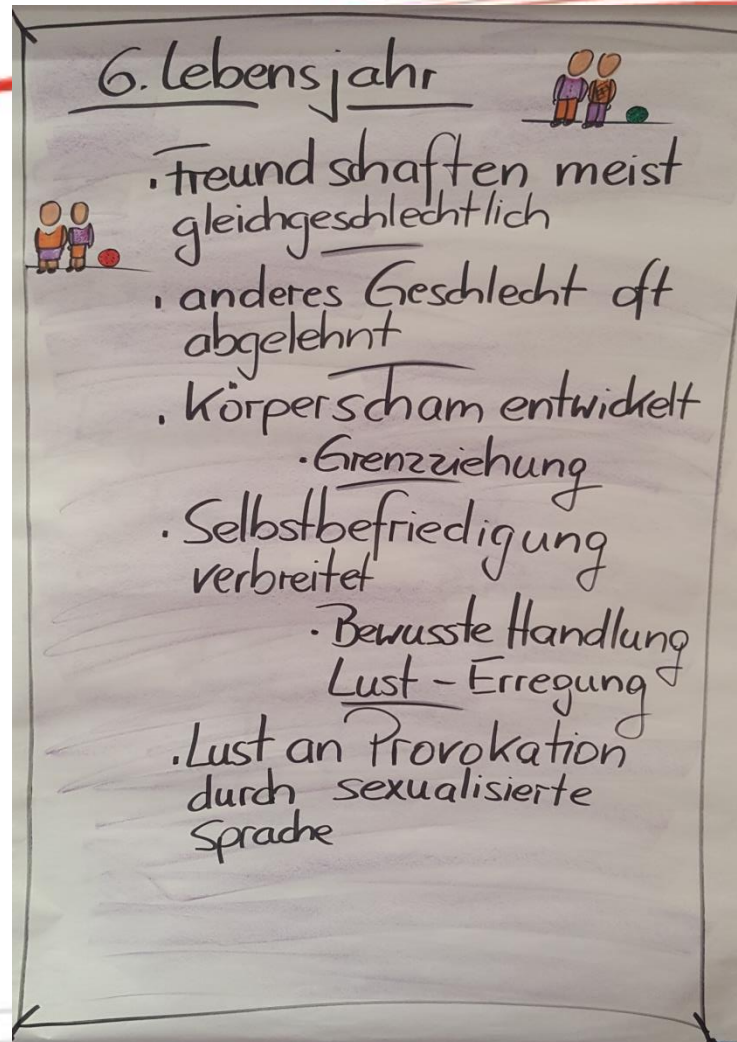 6. Lebensjahr
. Freundschaften meist
gleichgeschlechtlich
. anderes Geschlecht oft
abgelehnt
. Körperscham entwickelt
. Grenzziehung
. Selbstbefriedigung
verbreitet
. Bewusste Handlung
Lust - Erregung
. Lust an Provokation
durch sexualisierte
Sprache